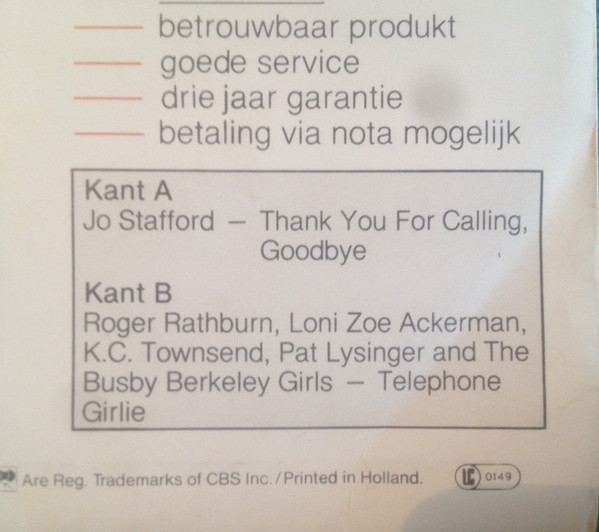 betrouwbaar produkt
goede service
drie jaar garantie
betaling via nota mogelijk
Kant A
Jo Stafford — Thank You For Calling,
Goodbye
Kant B
Roger Rathburn, Loni Zoe Ackerman,
K.C. Townsend, Pat Lysinger and The
Busby Berkeley Girls — Telephone
Girlie
Are Reg. Trademarks of CBS Inc./Printed in Holland.
LC 0149